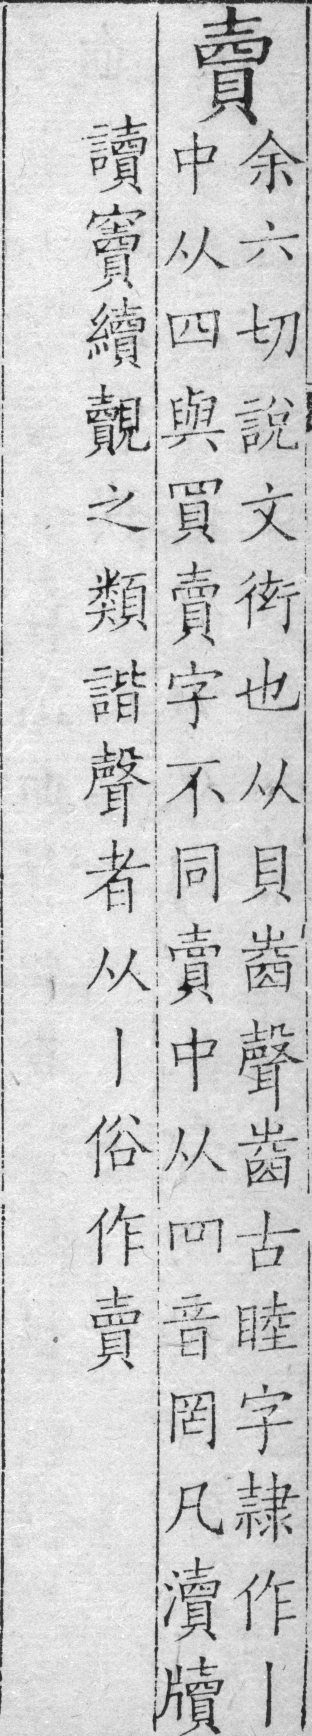 賣
余六切說文衒也从貝𡍬聲𡍬古睦字隷作丨
中从四與買賣字不同賣中从罒音罔凡瀆牘
讀竇續覿之類諧聲者从丨俗作賣